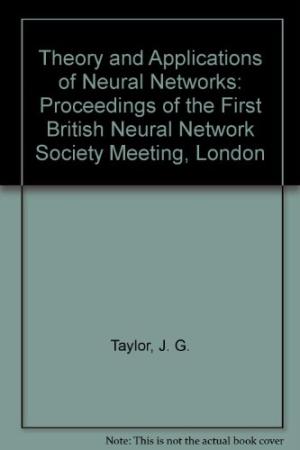 Theory and Applications
of Neural Networks:
Proceedings of the First
British Neural Network
Society Meeting, London
Taylor, J. G.
Note: This is not the actual book cover